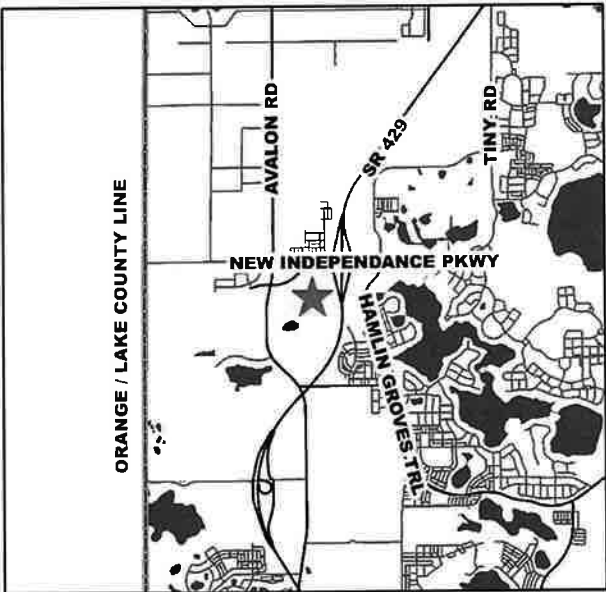 AVALON RD
SR 429
TINY RD
ORANGE / LAKE COUNTY LINE
NEW INDEPENDANCE PKWY
HAMLIN GROVES TRL